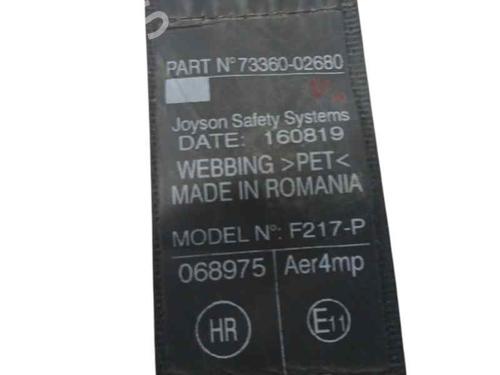 PART N° 73360-02680
Joyson Safety Systems
DATE: 160819
WEBBING >PET<
MADE IN ROMANIA
MODEL N°: F217-P
068975 Aer4mp
HR E11